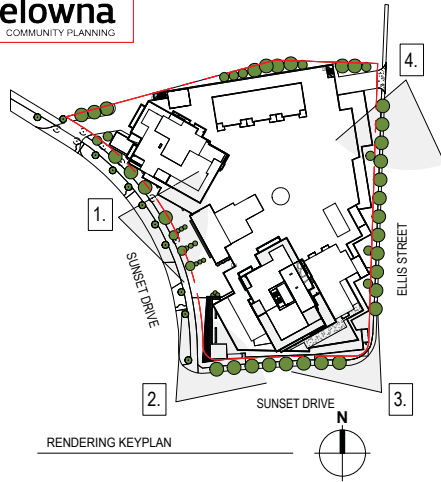 elowna
COMMUNITY PLANNING
4.
1.
SUNSET DRIVE
ELLIS STREET
2.
SUNSET DRIVE
3.
RENDERING KEYPLAN
N